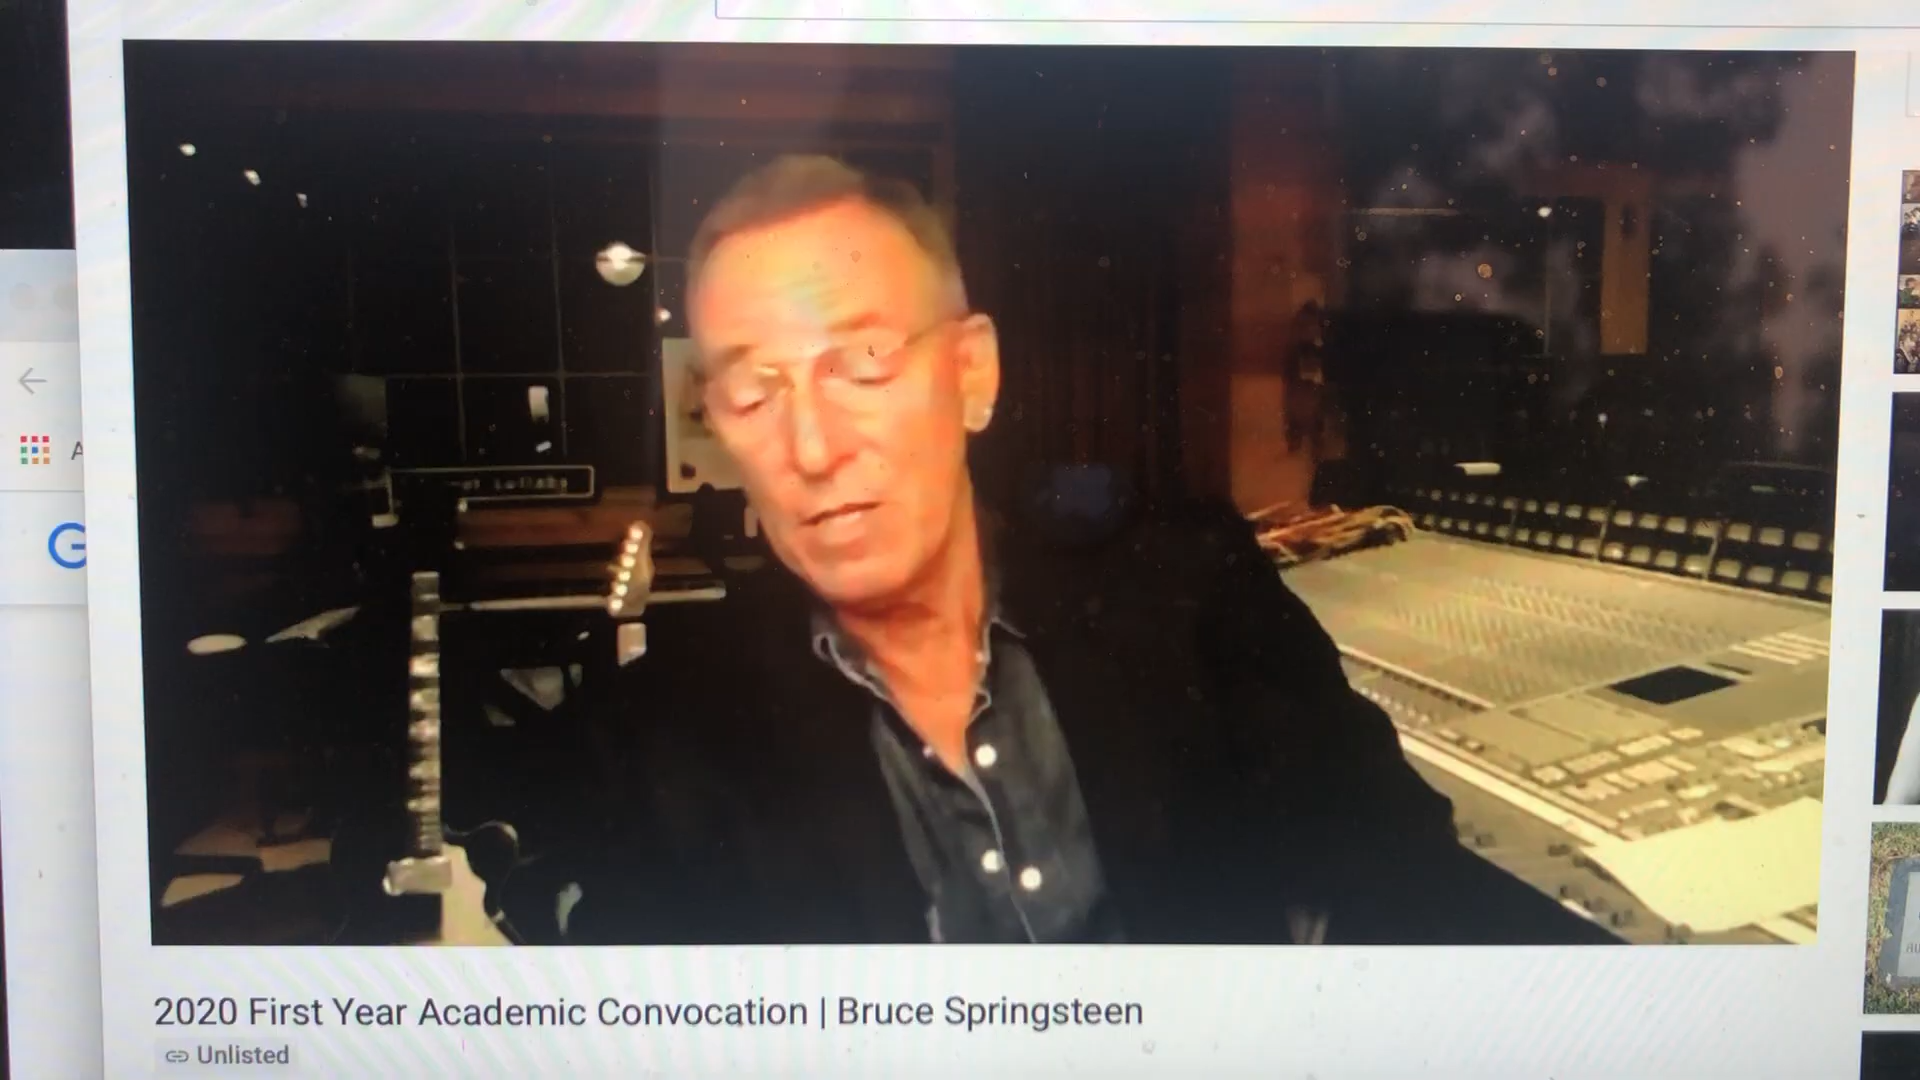 A
G
2020 First Year Academic Convocation | Bruce Springsteen
Unlisted